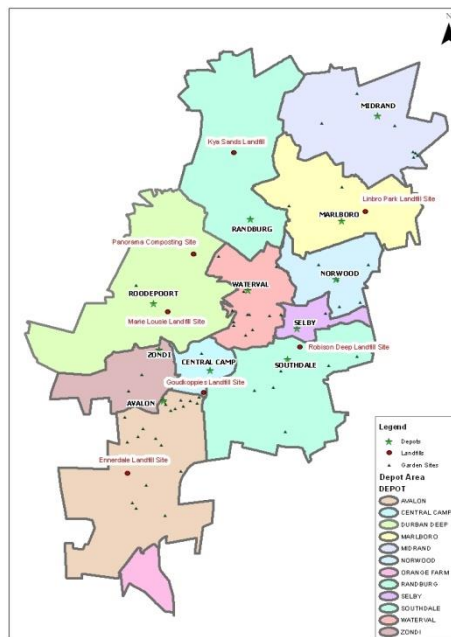 N
MIDRAND
Kya Sands Landfill
Linbro Park Landfill Site
MARLBORO
RANDBURG
Panorama Composting Site
NORWOOD
WATERVAL
ROODEPOORT
Marie Lousie Landfill Site
SELBY
Robison Deep Landfill Site
ZONDI
CENTRAL CAMP
SOUTHDALE
Goudkoppies Landfill Site
AVALON
Ennerdale Landfill Site
Legend
Depots
Landfills
Garden Sites
Depot Area
DEPOT
AVALON
CENTRAL CAMP
DURBAN DEEP
MARLBORO
MIDRAND
NORWOOD
ORANGE FARM
RANDBURG
SELBY
SOUTHDALE
WATERVAL
ZONDI